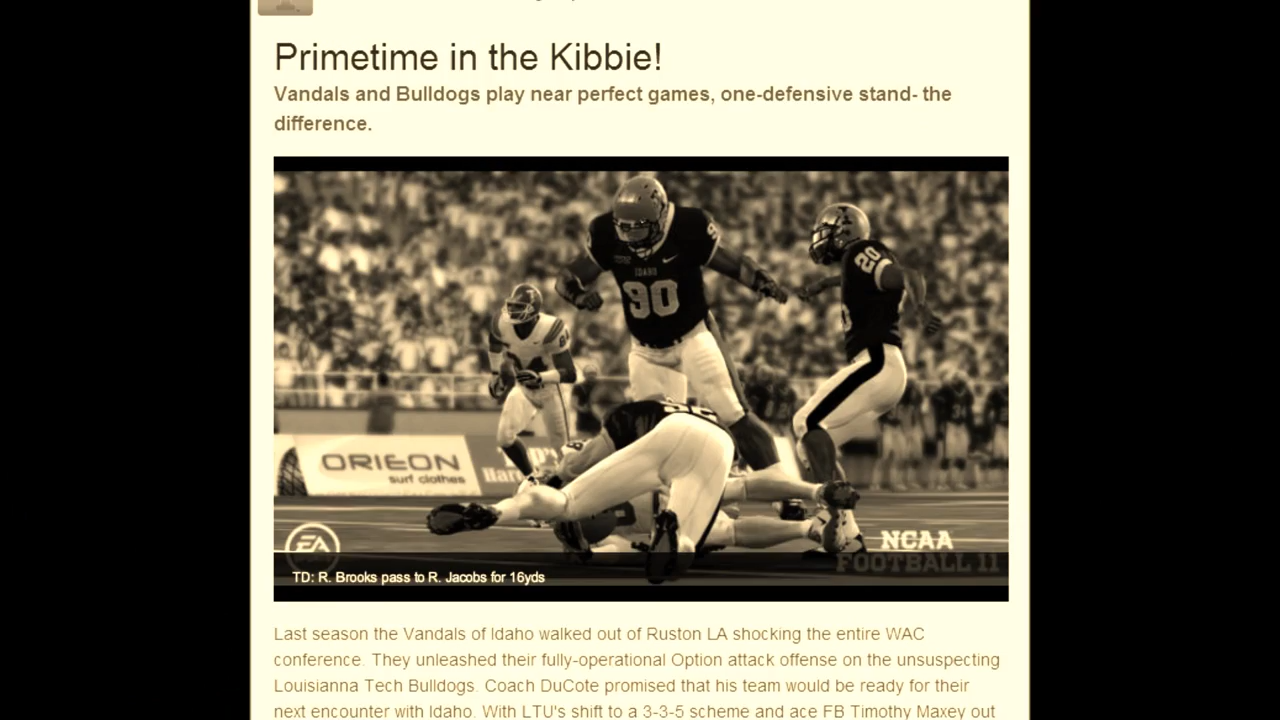 Primetime in the Kibbie!
Vandals and Bulldogs play near perfect games, one-defensive stand- the
difference.
90
20
IDAHO
90
ORIEON
surf clothes
34
EA
NCAA
FOOTBALL 11
TD: R. Brooks pass to R. Jacobs for 16yds
Last season the Vandals of Idaho walked out of Ruston LA shocking the entire WAC
conference. They unleashed their fully-operational Option attack offense on the unsuspecting
Louisianna Tech Bulldogs. Coach DuCote promised that his team would be ready for their
next encounter with Idaho. With LTU's shift to a 3-3-5 scheme and ace FB Timothy Maxey out